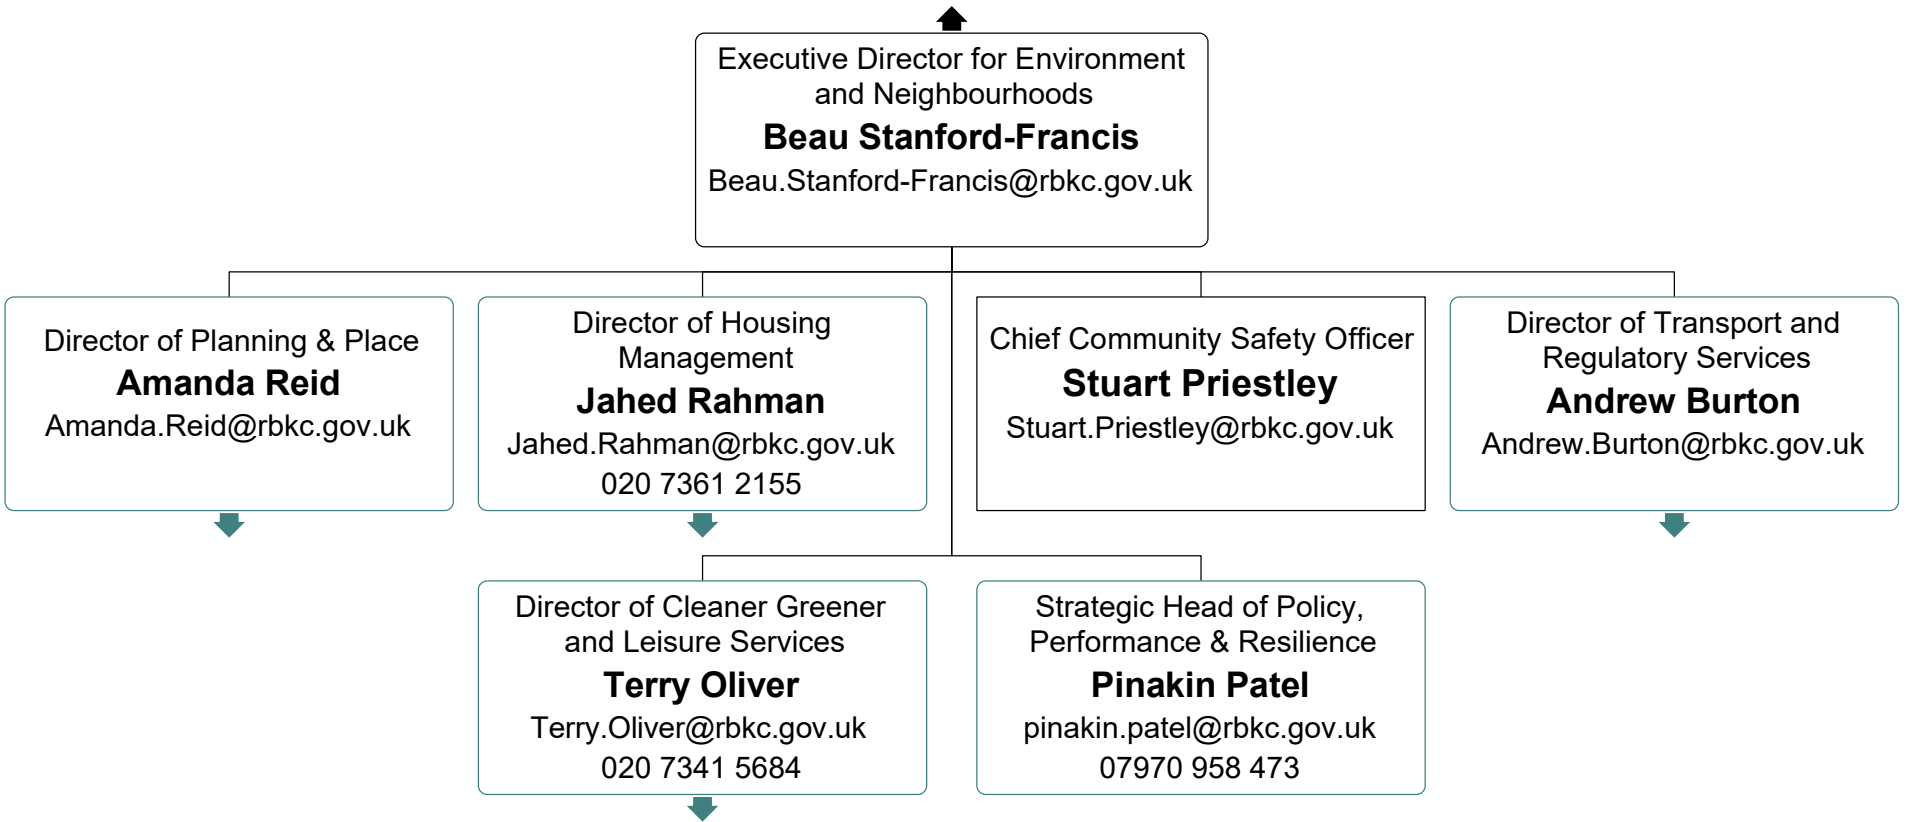 Executive Director for Environment
and Neighbourhoods
Beau Stanford-Francis
Beau.Stanford-Francis@rbkc.gov.uk
Director of Planning & Place
Amanda Reid
Amanda.Reid@rbkc.gov.uk
Director of Housing
Management
Jahed Rahman
Jahed.Rahman@rbkc.gov.uk
020 7361 2155
Chief Community Safety Officer
Stuart Priestley
Stuart.Priestley@rbkc.gov.uk
Director of Transport and
Regulatory Services
Andrew Burton
Andrew.Burton@rbkc.gov.uk
Director of Cleaner Greener
and Leisure Services
Terry Oliver
Terry.Oliver@rbkc.gov.uk
020 7341 5684
Strategic Head of Policy,
Performance & Resilience
Pinakin Patel
pinakin.patel@rbkc.gov.uk
07970 958 473